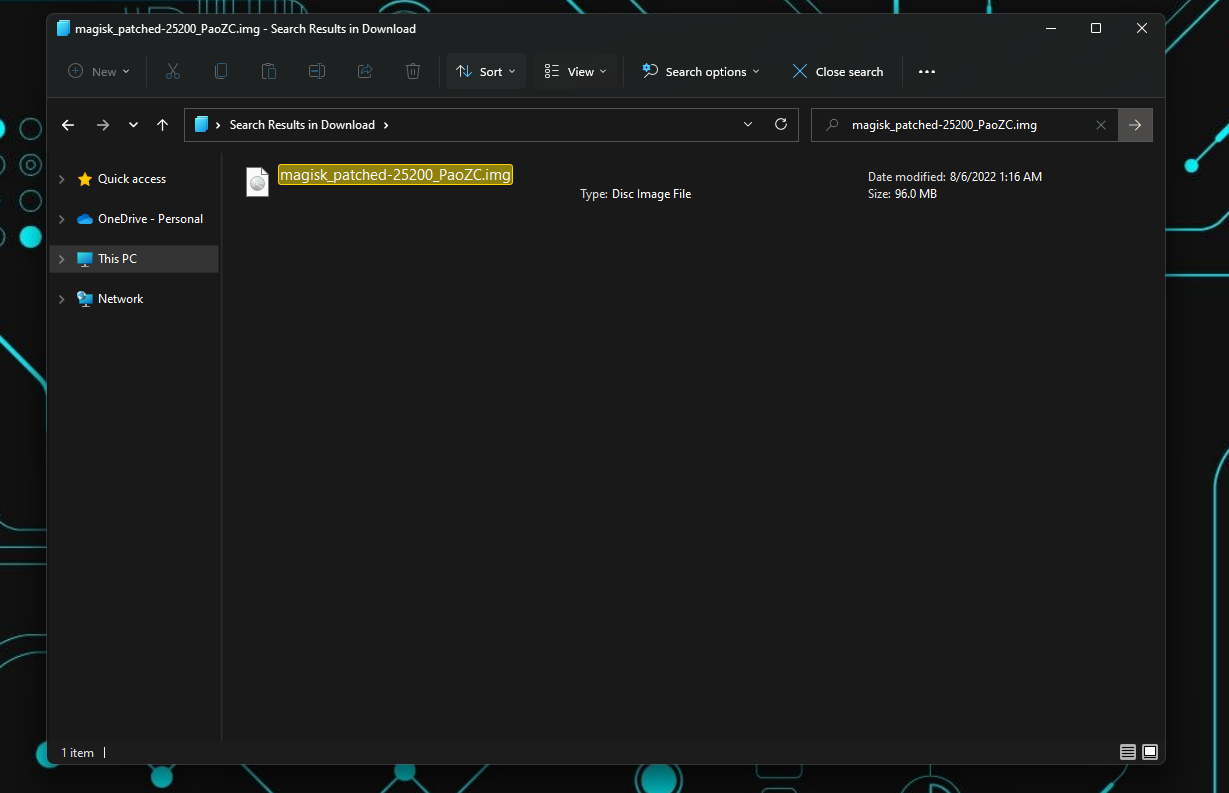 magisk_patched-25200_PaoZC.img - Search Results in Download
New Sort View Search options Close search
Search Results in Download magisk_patched-25200_PaoZC.img
Quick access
OneDrive - Personal
This PC
Network
magisk_patched-25200_PaoZC.img
Type: Disc Image File
Date modified: 8/6/2022 1:16 AM
Size: 96.0 MB
1 item